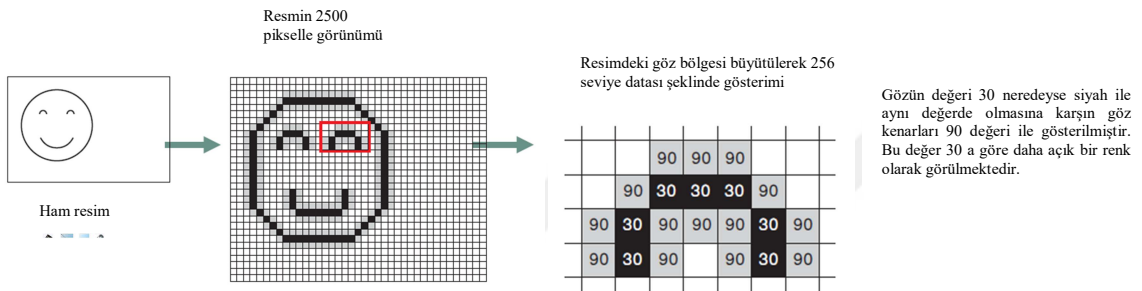 Resmin 2500
pikselle görünümü
Ham resim
Resimdeki göz bölgesi büyütülerek 256
seviye datası şeklinde gösterimi
90 90 90
90 30 30 30 90
90 30 90 90 90 30 90
90 30 90 90 30 90
Gözün değeri 30 neredeyse siyah ile
aynı değerde olmasına karşın göz
kenarları 90 değeri ile gösterilmiştir.
Bu değer 30 a göre daha açık bir renk
olarak görülmektedir.